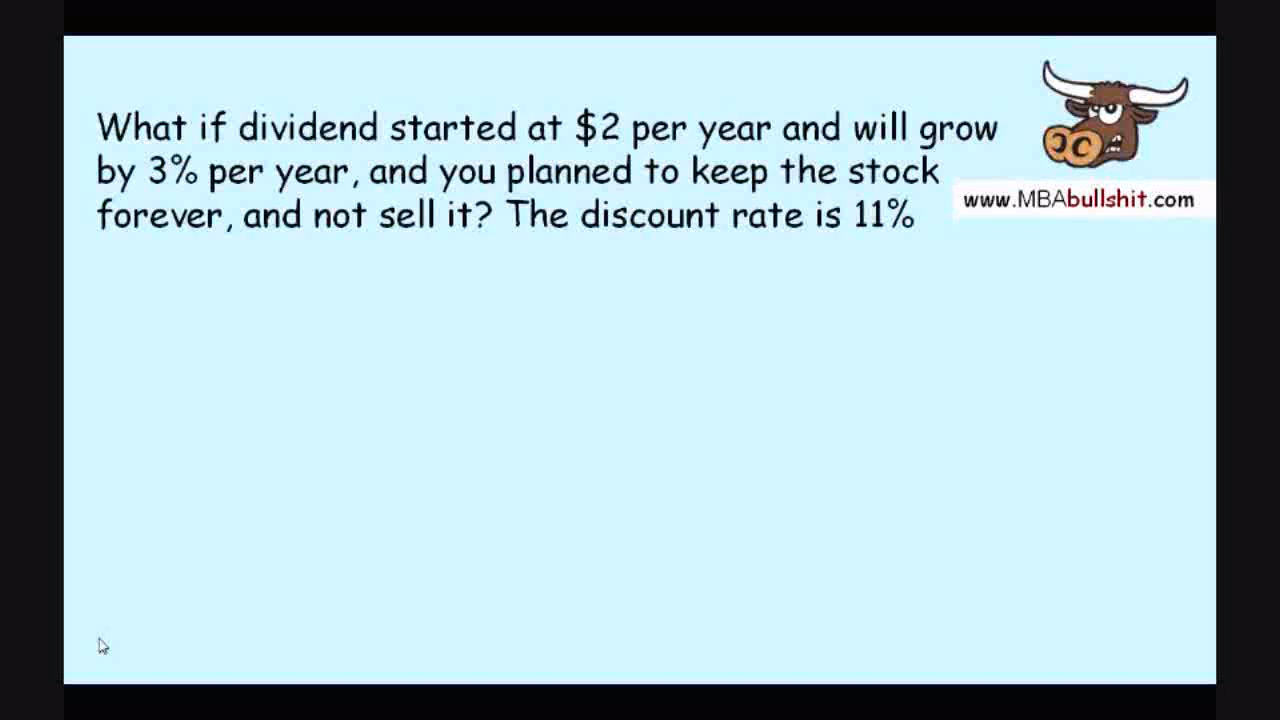 What if dividend started at $2 per year and will grow
by 3% per year, and you planned to keep the stock
forever, and not sell it? The discount rate is 11%
www.MBAbullshit.com